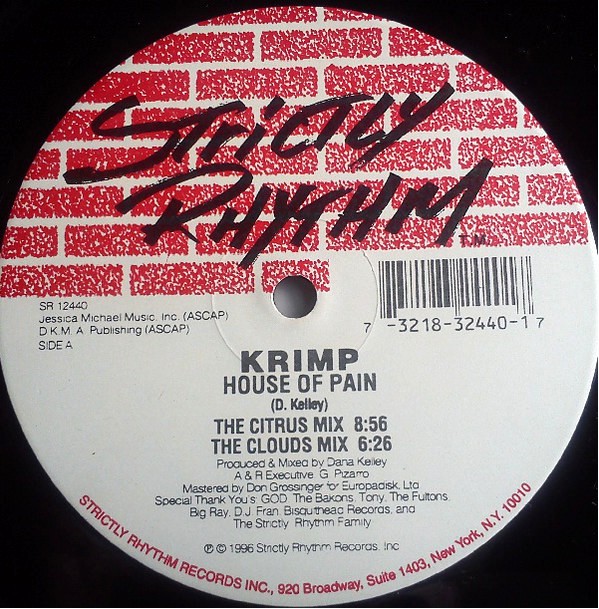 STRICTLY
RHYTHM
T.M.
SR 12440
Jessica Michael Music. Inc. (ASCAP)
D.K.M. A. Publishing (ASCAP)
SIDE A
7 -3218-32440-1 7
KRIMP
HOUSE OF PAIN
(D. Kelley)
THE CITRUS MIX 8:56
THE CLOUDS MIX 6:26
Produced & Mixed by Dana Kelley
A & R Executive G. Pizarro
Mastered by Don Grossinger for Europadisk, Ltd
Special Thank You's: GOD, The Bakons, Tony, The Fultons,
Big Ray, D.J. Fran, Bisquithead Records, and
The Strictly Rhythm Family
℗ © 1996 Strictly Rhythm Records, Inc
STRICTLY RHYTHM RECORDS INC., 920 Broadway, Suite 1403, New York, N.Y. 10010